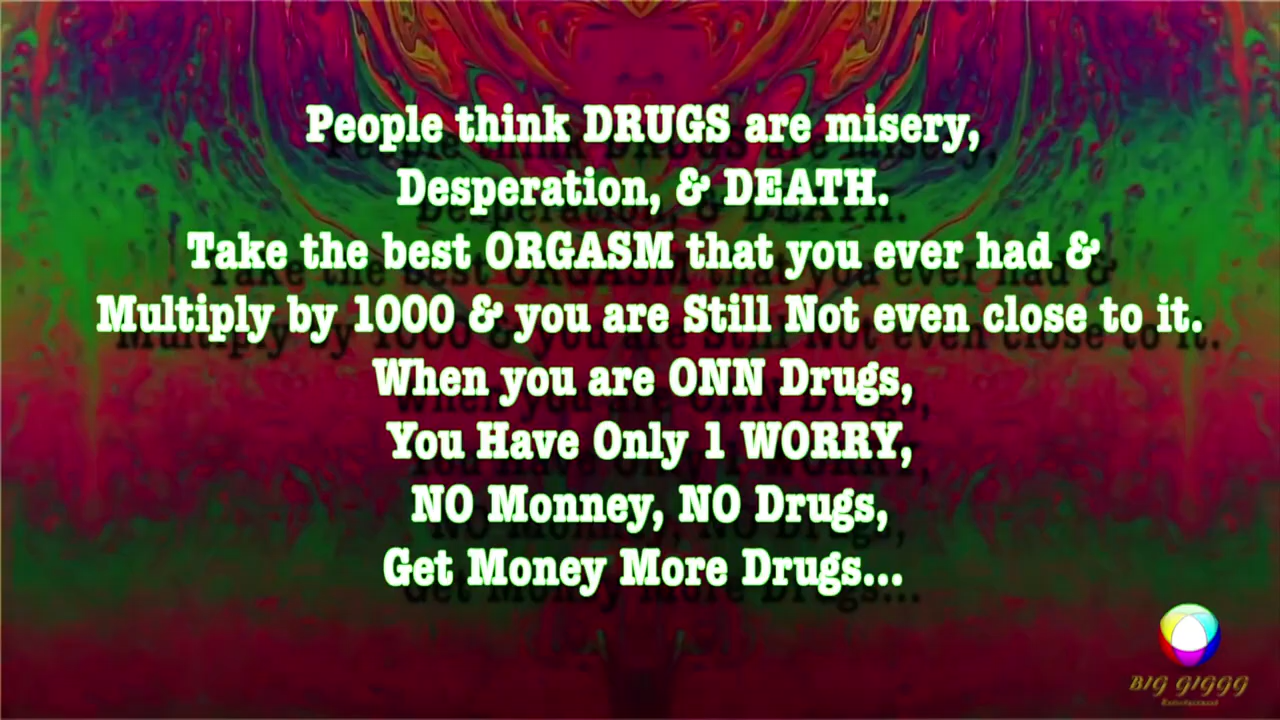 People think DRUGS are misery,
Desperation, & DEATH.
Take the best ORGASM that you ever had &
Multiply by 1000 & you are Still Not even close to it.
When you are ONN Drugs,
You Have Only 1 WORRY,
NO Monney, NO Drugs,
Get Money More Drugs...
BIG GIGGG
Entertainment